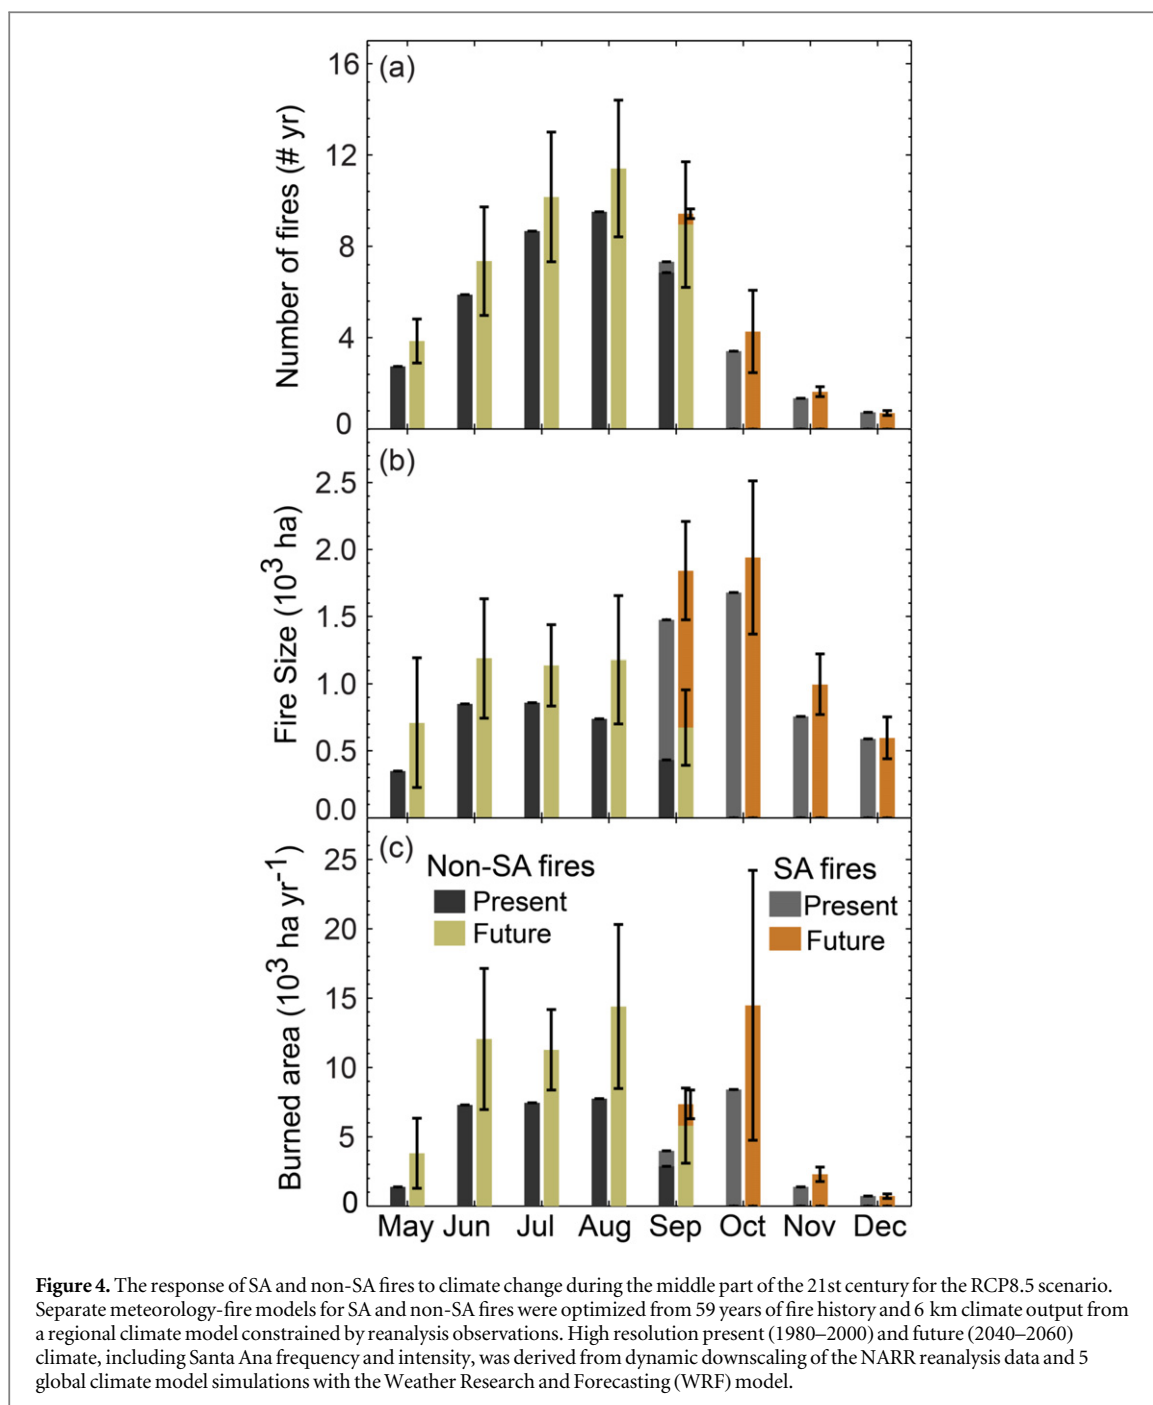 (a)
16
12
8
4
0
Number of fires (# yr)
(b)
2.5
2.0
1.5
1.0
0.5
0.0
Fire Size (10³ ha)
(c)
25
20
15
10
5
0
Burned area (10³ ha yr⁻¹)
Non-SA fires
Present
Future
SA fires
Present
Future
May Jun Jul Aug Sep Oct Nov Dec
Figure 4. The response of SA and non-SA fires to climate change during the middle part of the 21st century for the RCP8.5 scenario.
Separate meteorology-fire models for SA and non-SA fires were optimized from 59 years of fire history and 6 km climate output from
a regional climate model constrained by reanalysis observations. High resolution present (1980–2000) and future (2040–2060)
climate, including Santa Ana frequency and intensity, was derived from dynamic downscaling of the NARR reanalysis data and 5
global climate model simulations with the Weather Research and Forecasting (WRF) model.